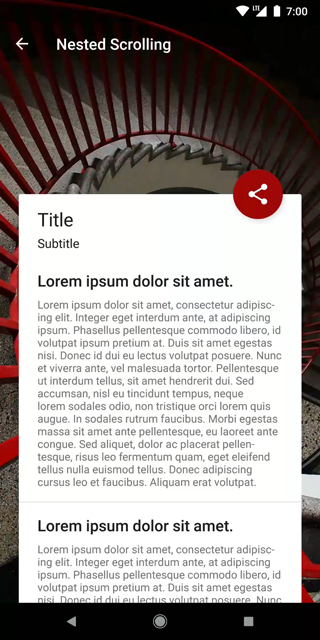 LTE 7:00
Nested Scrolling
Title
Subtitle
Lorem ipsum dolor sit amet.
Lorem ipsum dolor sit amet, consectetur adipisc-
ing elit. Integer eget interdum ante, at adipiscing
ipsum. Phasellus pellentesque commodo libero, id
volutpat ipsum pretium at. Duis sit amet egestas
nisi. Donec id dui eu lectus volutpat posuere. Nunc
et viverra ante, vel malesuada tortor. Pellentesque
ut interdum tellus, sit amet hendrerit dui. Sed
accumsan, nisl eu tincidunt tempus, neque
lorem sodales odio, non tristique orci lorem quis
augue. In sodales rutrum faucibus. Morbi egestas
massa sit amet ante pellentesque, eu laoreet ante
congue. Sed aliquet, dolor ac placerat pellen-
tesque, risus leo fermentum quam, eget eleifend
tellus nulla euismod tellus. Donec adipiscing
cursus leo et faucibus. Aliquam erat volutpat.
Lorem ipsum dolor sit amet.
Lorem ipsum dolor sit amet, consectetur adipisc-
ing elit. Integer eget interdum ante, at adipiscing
ipsum. Phasellus pellentesque commodo libero, id
volutpat ipsum pretium at. Duis sit amet egestas
nisi. Donec id dui eu lectus volutpat posuere. Nunc